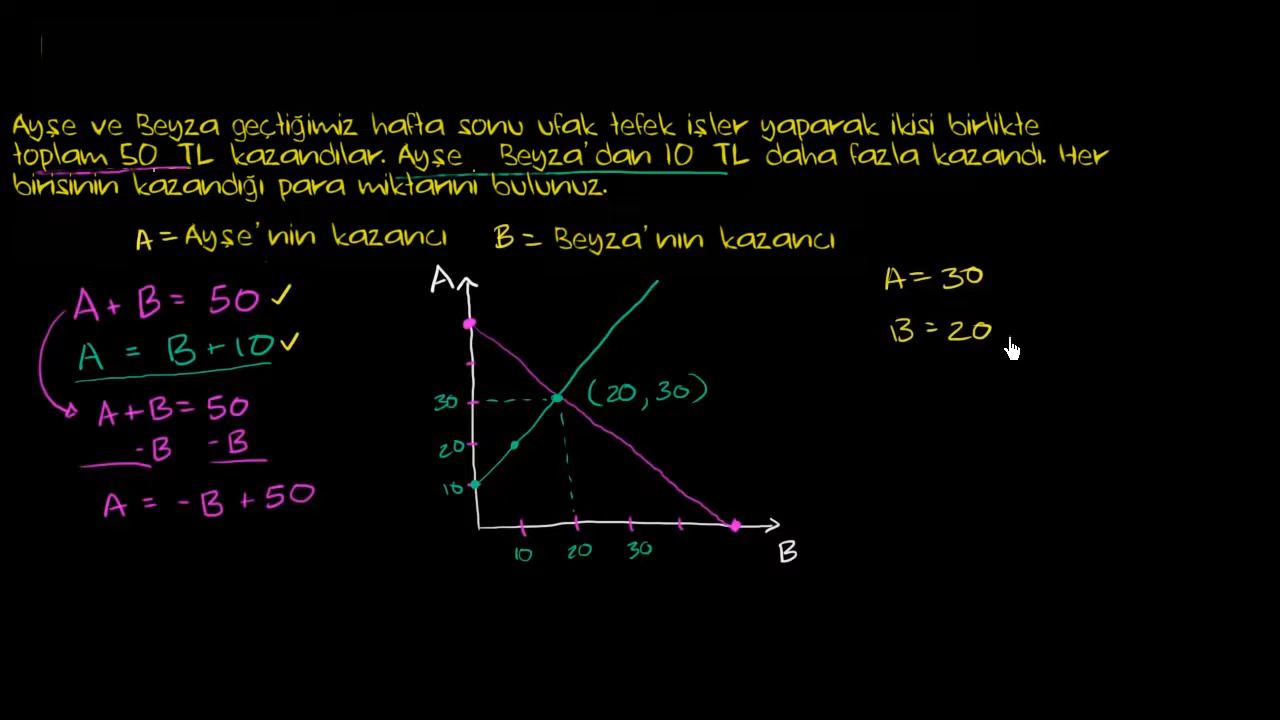 Ayşe ve Beyza geçtiğimiz hafta sonu ufak tefek işler yaparak ikisi birlikte
toplam 50 TL kazandılar. Ayşe Beyza'dan 10 TL daha fazla kazandı. Her
birisinin kazandığı para miktarını bulunuz.
A = Ayşe'nin kazancı B = Beyza'nın kazancı
A + B = 50 ✓
A = B + 10 ✓
A + B = 50
-B -B
A = -B + 50
A
30
20
10
(20, 30)
10 20 30
B
A = 30
B = 20